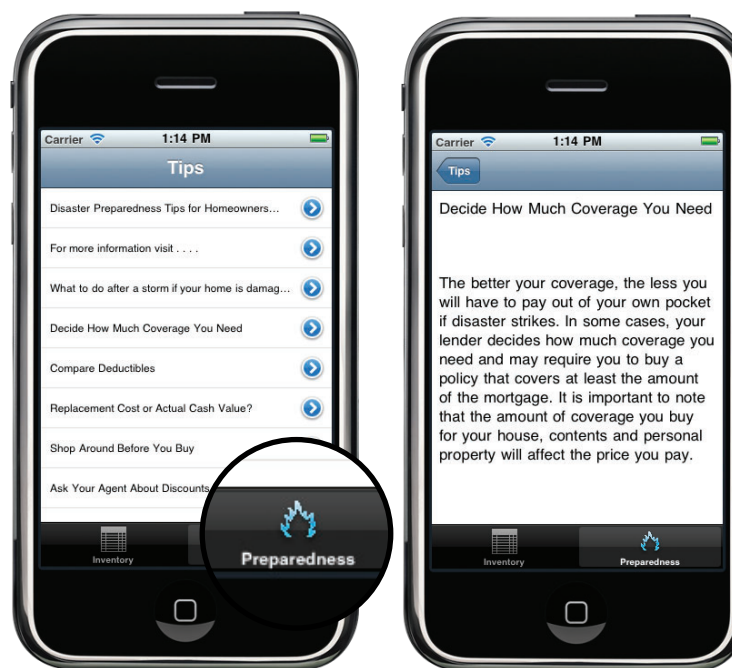 Carrier 1:14 PM
Tips
Disaster Preparedness Tips for Homeowners...
For more information visit . . . .
What to do after a storm if your home is damag...
Decide How Much Coverage You Need
Compare Deductibles
Replacement Cost or Actual Cash Value?
Shop Around Before You Buy
Ask Your Agent About Discounts
Inventory
Preparedness
Carrier 1:14 PM
Tips
Decide How Much Coverage You Need
The better your coverage, the less you
will have to pay out of your own pocket
if disaster strikes. In some cases, your
lender decides how much coverage you
need and may require you to buy a
policy that covers at least the amount
of the mortgage. It is important to note
that the amount of coverage you buy
for your house, contents and personal
property will affect the price you pay.
Inventory Preparedness